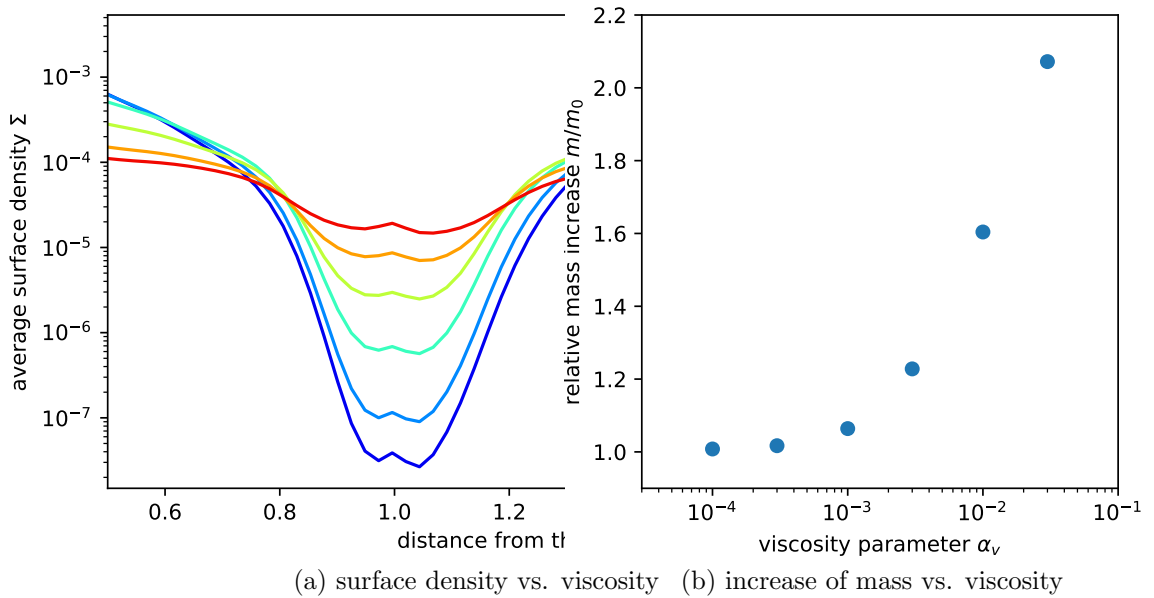 average surface density Σ
10⁻³
10⁻⁴
10⁻⁵
10⁻⁶
10⁻⁷
0.6 0.8 1.0 1.2
distance from th
(a) surface density vs. viscosity
relative mass increase m/m₀
2.2
2.0
1.8
1.6
1.4
1.2
1.0
10⁻⁴ 10⁻³ 10⁻² 10⁻¹
viscosity parameter αᵥ
(b) increase of mass vs. viscosity